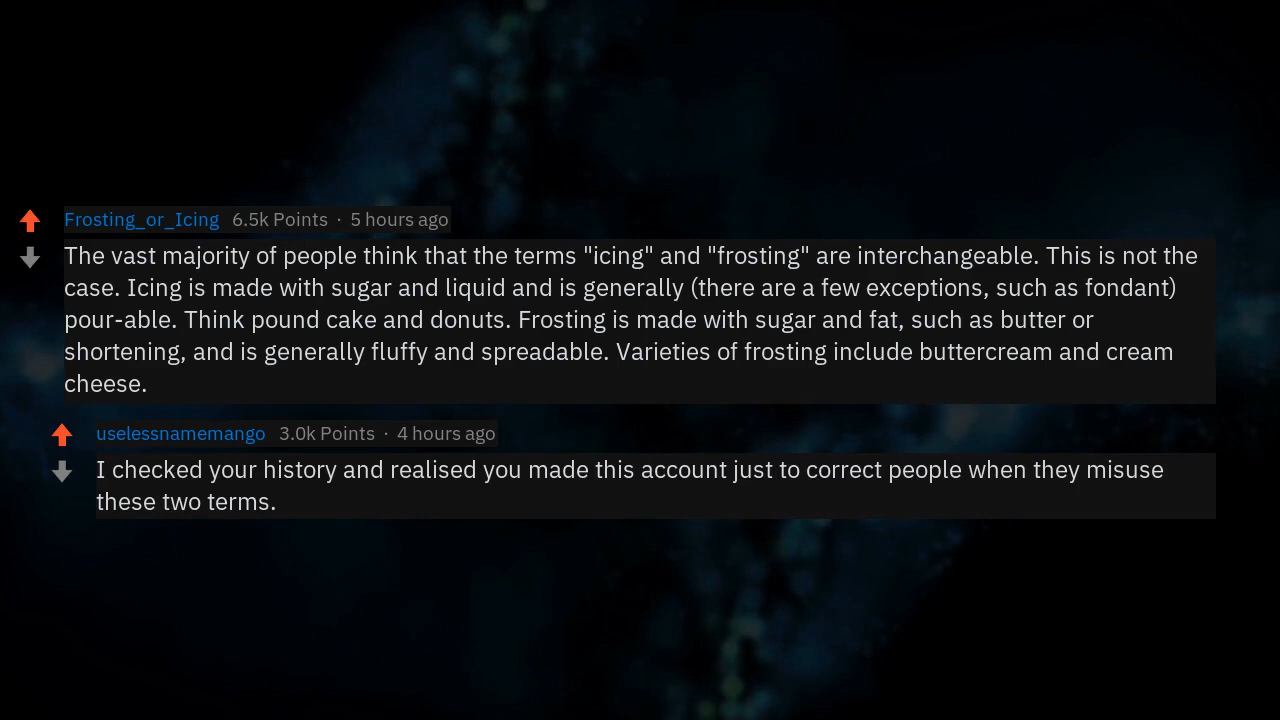 Frosting_or_Icing 6.5k Points · 5 hours ago
The vast majority of people think that the terms "icing" and "frosting" are interchangeable. This is not the
case. Icing is made with sugar and liquid and is generally (there are a few exceptions, such as fondant)
pour-able. Think pound cake and donuts. Frosting is made with sugar and fat, such as butter or
shortening, and is generally fluffy and spreadable. Varieties of frosting include buttercream and cream
cheese.
uselessnamemango 3.0k Points · 4 hours ago
I checked your history and realised you made this account just to correct people when they misuse
these two terms.